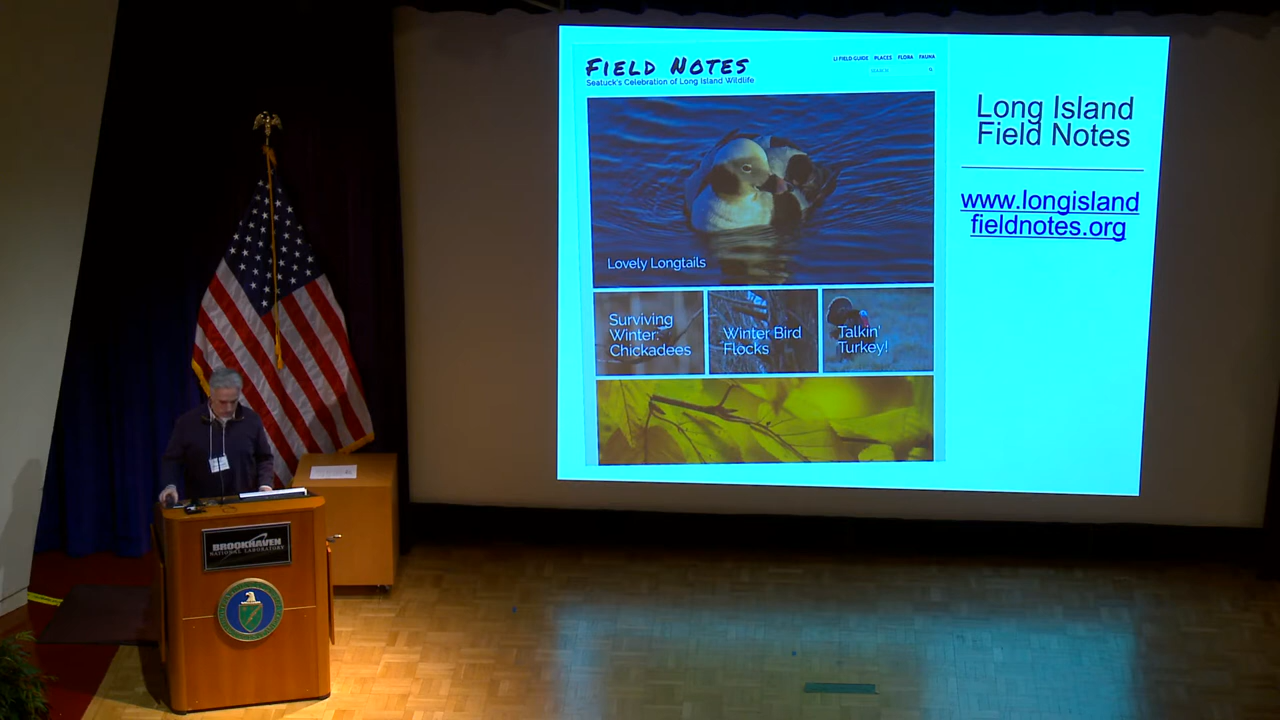 FIELD NOTES
Seatuck's Celebration of Long Island Wildlife
LI FIELD GUIDE PLACES FLORA FAUNA
Lovely Longtails
Surviving
Winter:
Chickadees
Winter Bird
Flocks
Talkin'
Turkey!
Long Island
Field Notes
www.longisland
fieldnotes.org
BROOKHAVEN
NATIONAL LABORATORY